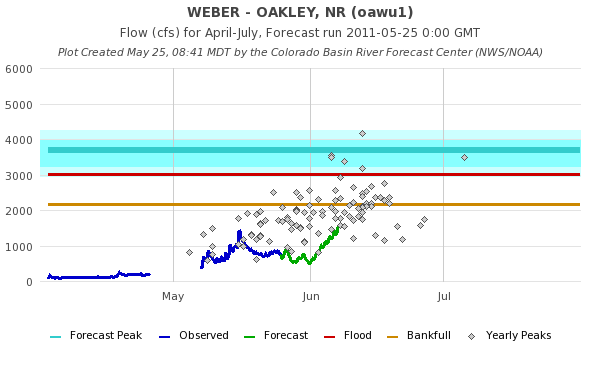 WEBER - OAKLEY, NR (oawu1)
Flow (cfs) for April-July, Forecast run 2011-05-25 0:00 GMT
Plot Created May 25, 08:41 MDT by the Colorado Basin River Forecast Center (NWS/NOAA)
6000
5000
4000
3000
2000
1000
0
May Jun Jul
Forecast Peak Observed Forecast Flood Bankfull Yearly Peaks